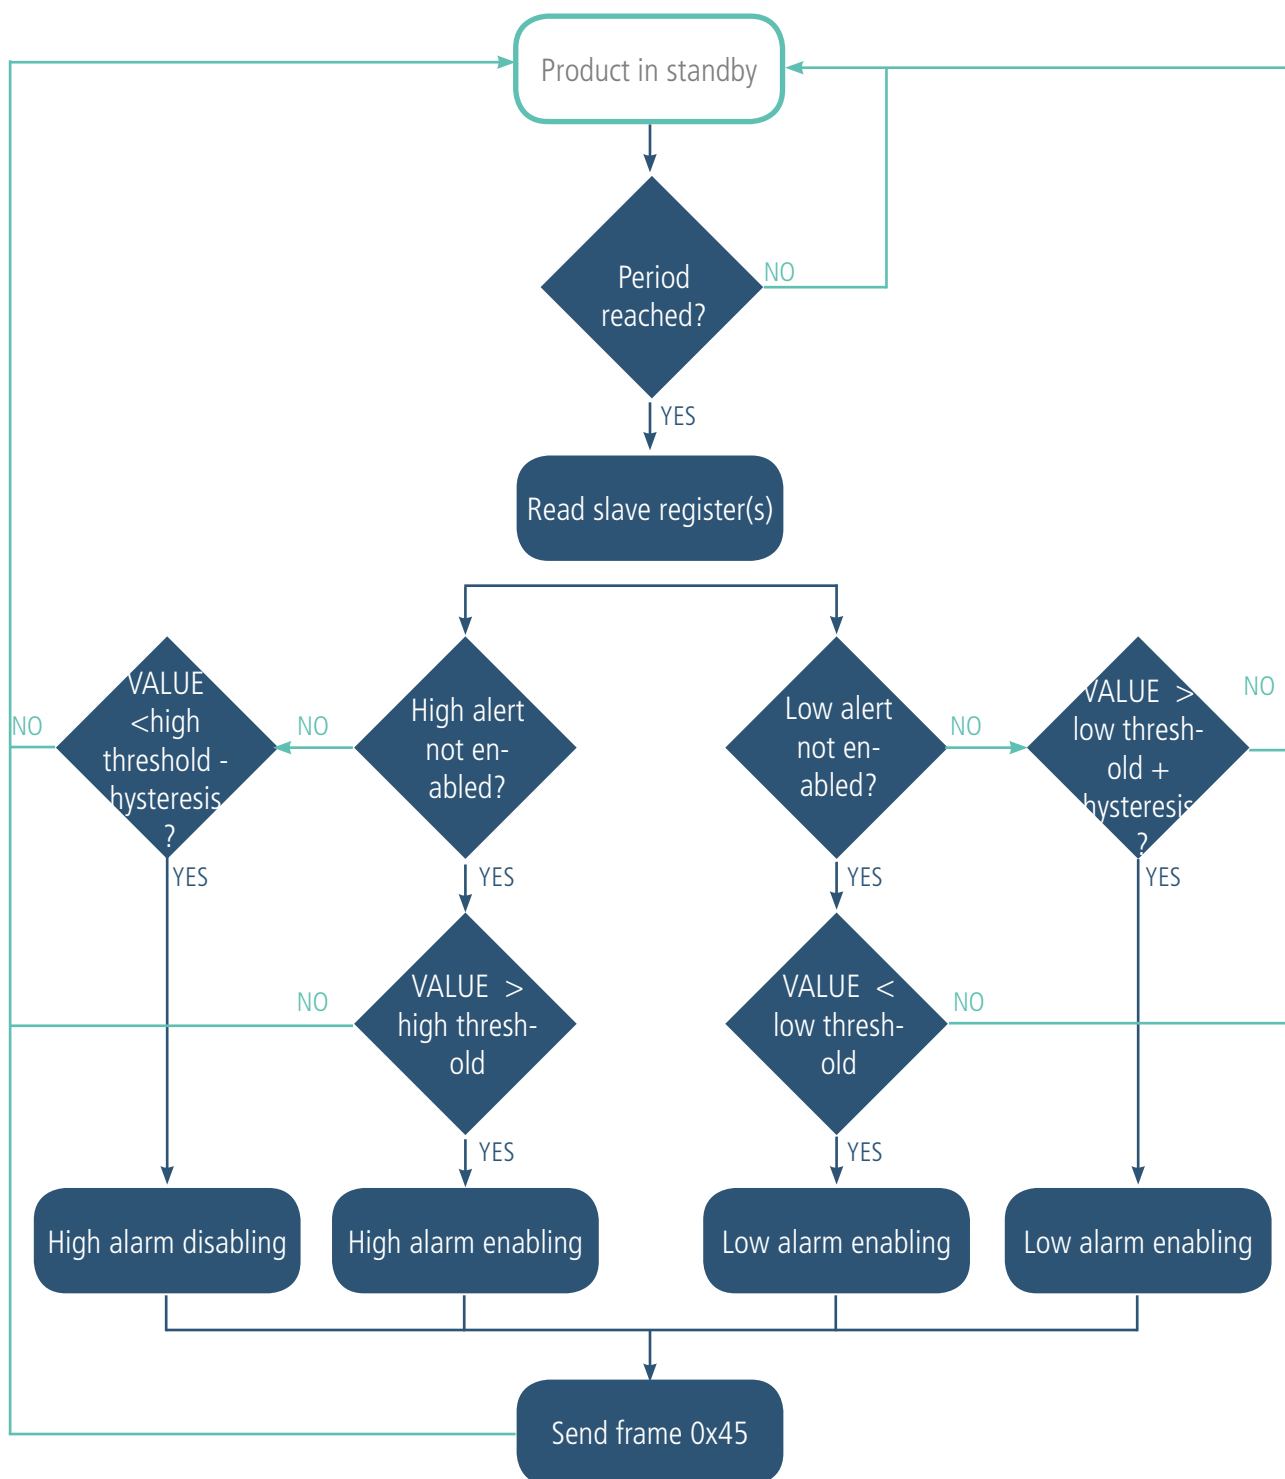 Product in standby
Period
reached?
NO
YES
Read slave register(s)
VALUE
<high
threshold -
hysteresis
?
NO
YES
NO
High alert
not en-
abled?
YES
Low alert
not en-
abled?
NO
YES
VALUE >
low thresh-
old +
hysteresis
?
NO
YES
NO
VALUE >
high thresh-
old
YES
VALUE <
low thresh-
old
NO
YES
High alarm disabling
High alarm enabling
Low alarm enabling
Low alarm enabling
Send frame 0x45